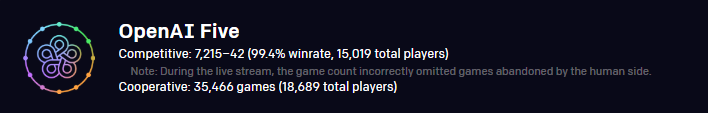 OpenAI Five
Competitive: 7,215–42 (99.4% winrate, 15,019 total players)
Note: During the live stream, the game count incorrectly omitted games abandoned by the human side.
Cooperative: 35,466 games (18,689 total players)